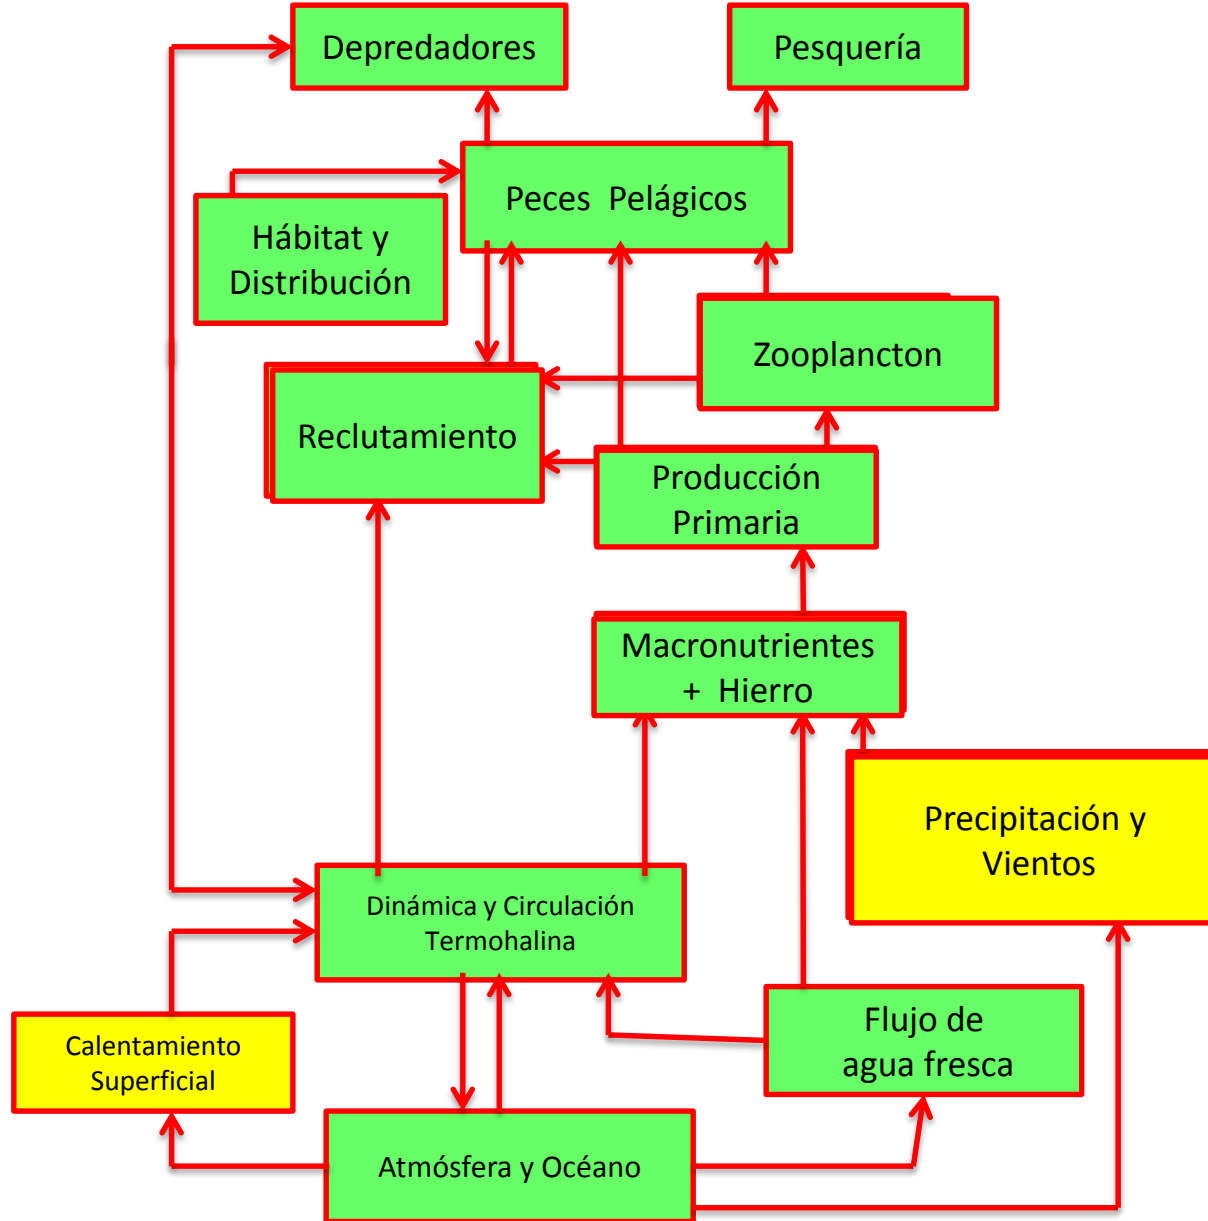 Depredadores
Pesquería
Peces Pelágicos
Hábitat y
Distribución
Zooplancton
Reclutamiento
Producción
Primaria
Macronutrientes
+ Hierro
Precipitación y
Vientos
Dinámica y Circulación
Termohalina
Flujo de
agua fresca
Calentamiento
Superficial
Atmósfera y Océano